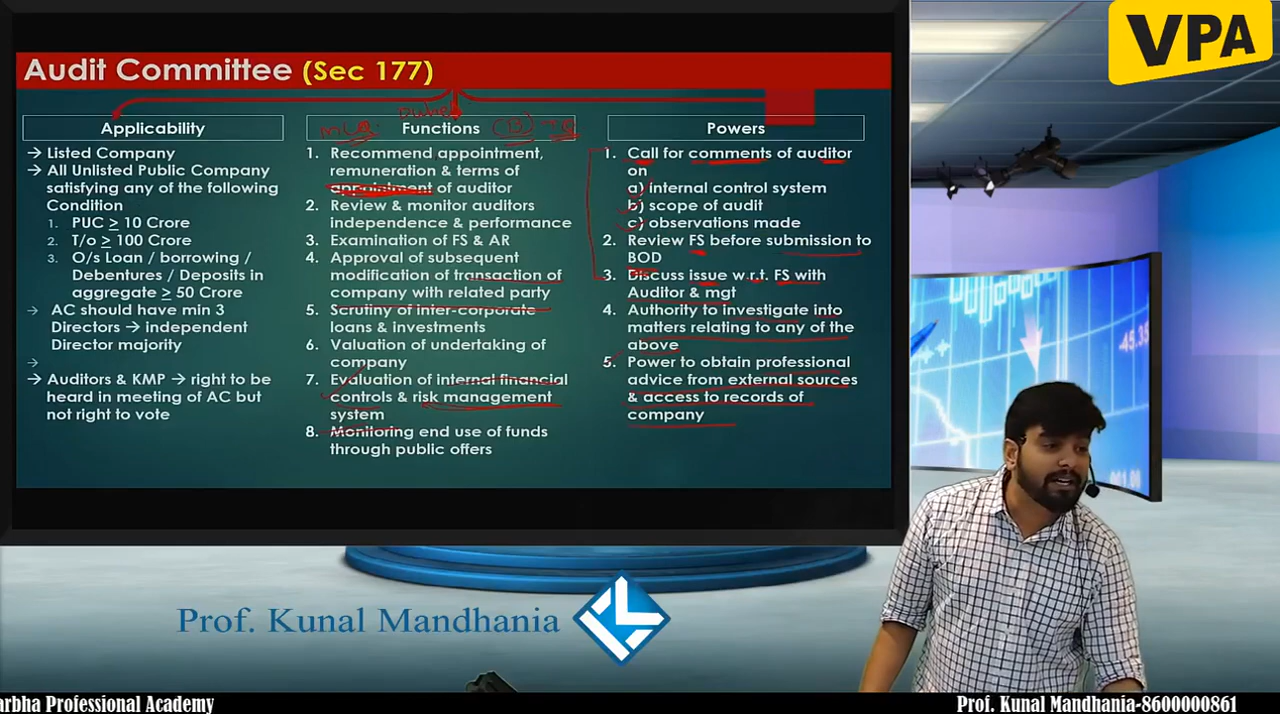 VPA
Audit Committee (Sec 177)
Applicability
→ Listed Company
→ All Unlisted Public Company
satisfying any of the following
Condition
1. PUC ≥ 10 Crore
2. T/o ≥ 100 Crore
3. O/s Loan / borrowing /
Debentures / Deposits in
aggregate ≥ 50 Crore
→ AC should have min 3
Directors → independent
Director majority
→
→ Auditors & KMP → right to be
heard in meeting of AC but
not right to vote
Functions
1. Recommend appointment,
remuneration & terms of
appointment of auditor
2. Review & monitor auditors
independence & performance
3. Examination of FS & AR
4. Approval of subsequent
modification of transaction of
company with related party
5. Scrutiny of inter-corporate
loans & investments
6. Valuation of undertaking of
company
7. Evaluation of internal financial
controls & risk management
system
8. Monitoring end use of funds
through public offers
Powers
1. Call for comments of auditor
on
a) internal control system
b) scope of audit
c) observations made
2. Review FS before submission to
BOD
3. Discuss issue w.r.t. FS with
Auditor & mgt
4. Authority to investigate into
matters relating to any of the
above
5. Power to obtain professional
advice from external sources
& access to records of
company
-45.35
Prof. Kunal Mandhania
arbha Professional Academy
Prof. Kunal Mandhania-8600000861